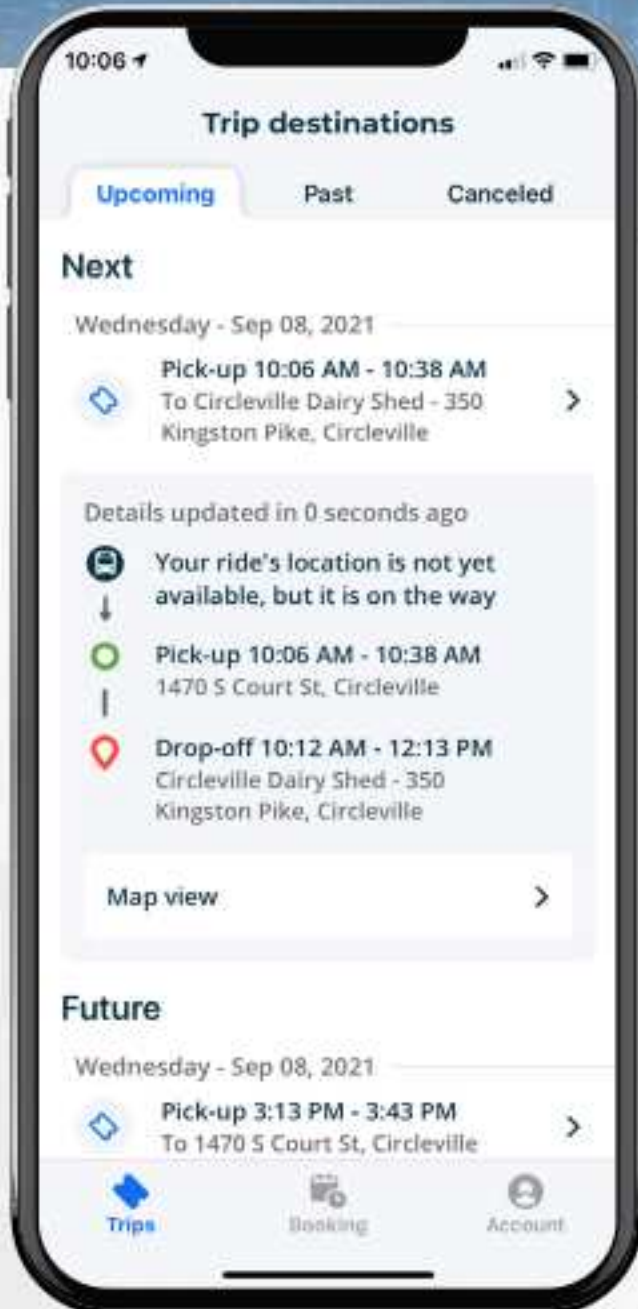 10:06
Trip destinations
Upcoming
Past
Canceled
Next
Wednesday - Sep 08, 2021
Pick-up 10:06 AM - 10:38 AM
To Circleville Dairy Shed - 350
Kingston Pike, Circleville
Details updated in 0 seconds ago
Your ride's location is not yet
available, but it is on the way
Pick-up 10:06 AM - 10:38 AM
1470 S Court St, Circleville
Drop-off 10:12 AM - 12:13 PM
Circleville Dairy Shed - 350
Kingston Pike, Circleville
Map view
Future
Wednesday - Sep 08, 2021
Pick-up 3:13 PM - 3:43 PM
To 1470 S Court St, Circleville
Trips
Booking
Account